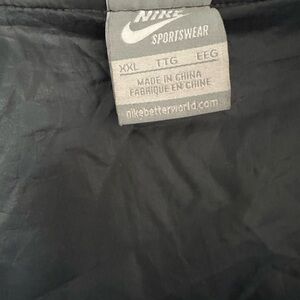 NIKE
SPORTSWEAR
XXL TTG EEG
MADE IN CHINA
FABRIQUE EN CHINE
nikebetterworld.com